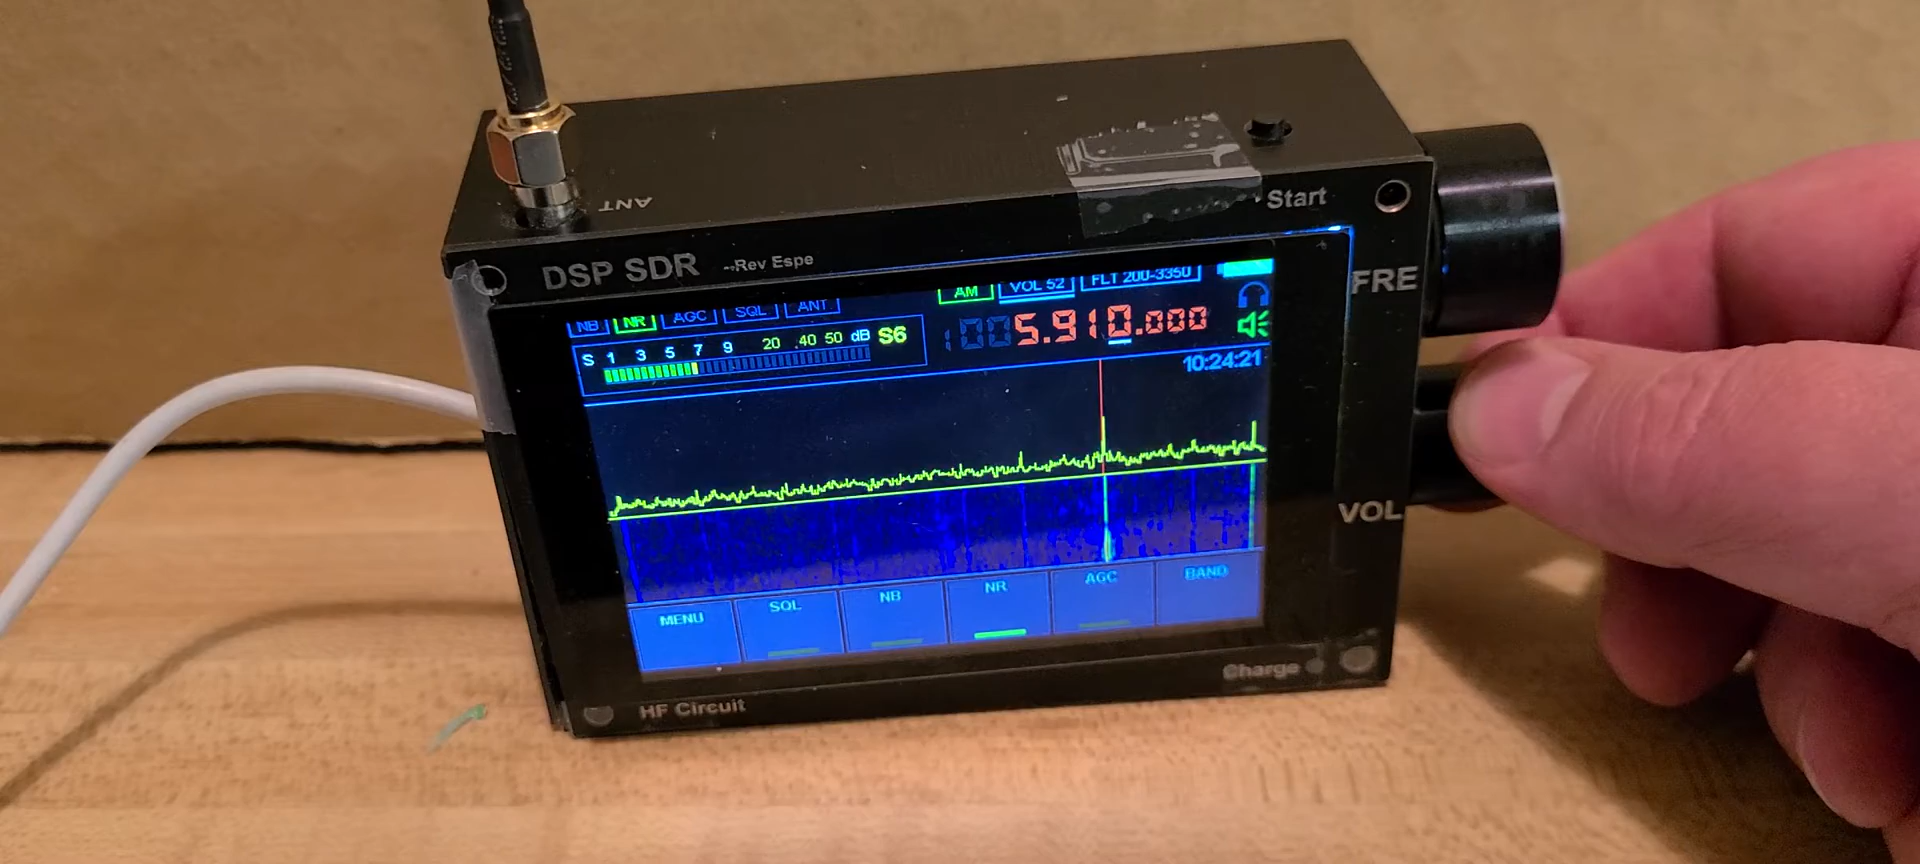 ANT
Start
DSP SDR --Rev Espe
FRE
NB NR AGC SQL ANT AM VOL 52 FLT 200-3350
S 1 3 5 7 9 20 40 50 dB S6
5.910.000
10:24:21
VOL
MENU SQL NB NR AGC BAND
Charge
HF Circuit